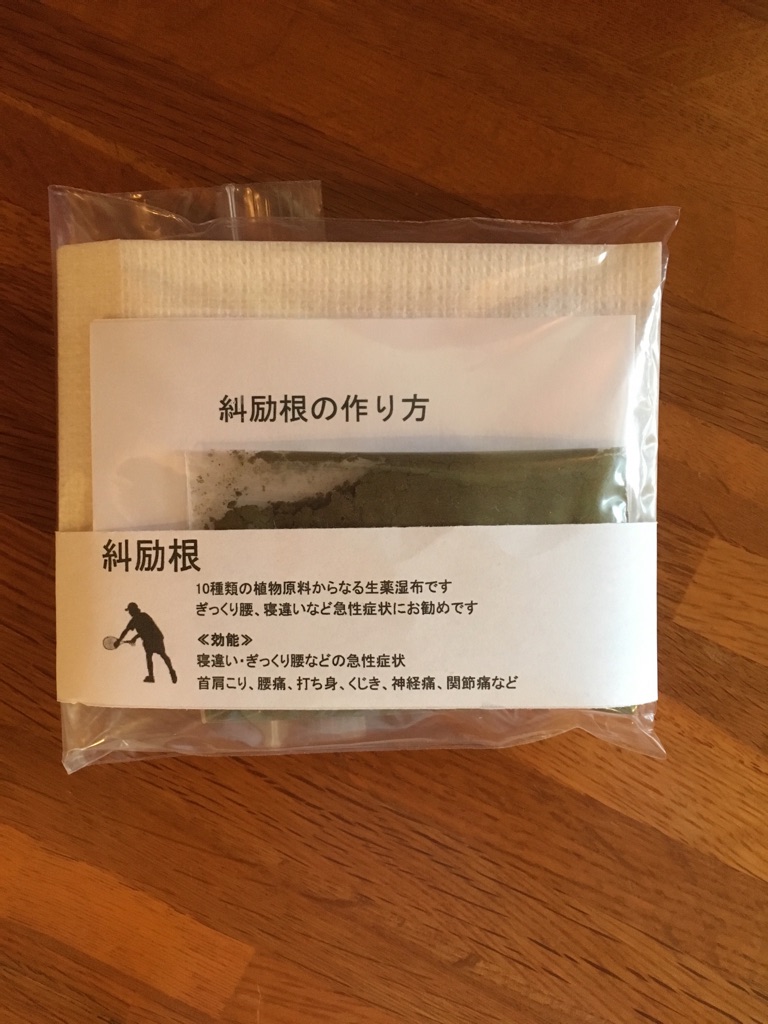 糾励根の作り方
糾励根
10種類の植物原料からなる生薬湿布です
ぎっくり腰、寝違いなど急性症状にお勧めです
≪効能≫
寝違い・ぎっくり腰などの急性症状
首肩こり、腰痛、打ち身、くじき、神経痛、関節痛など